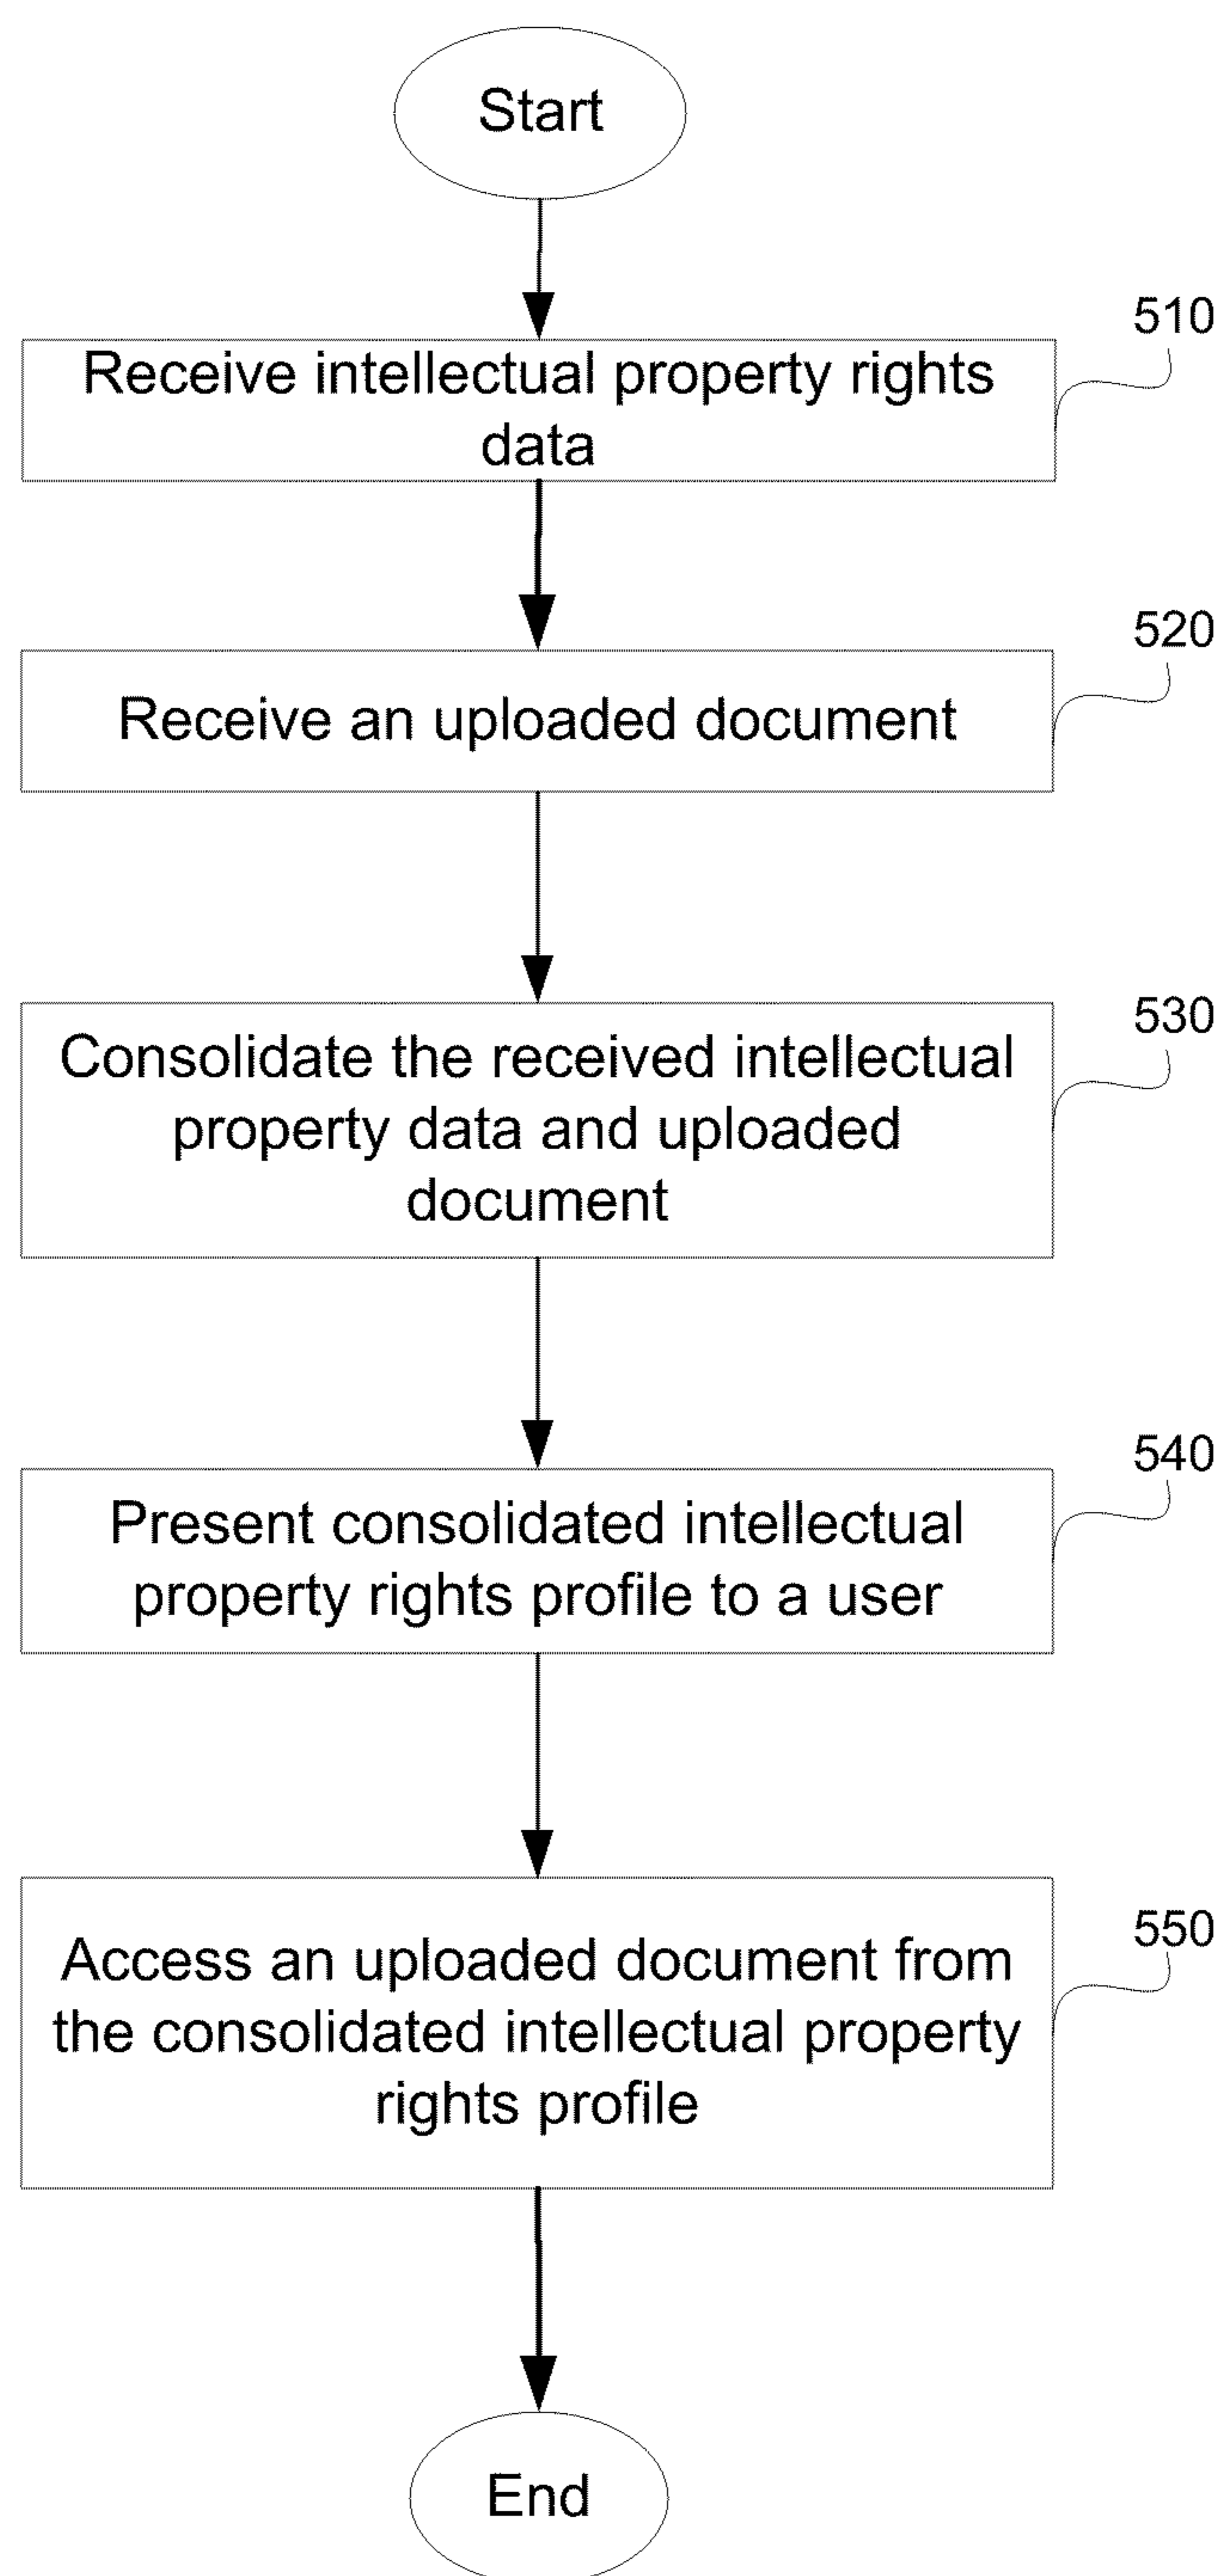 Start
510
Receive intellectual property rights
data
520
Receive an uploaded document
530
Consolidate the received intellectual
property data and uploaded
document
540
Present consolidated intellectual
property rights profile to a user
550
Access an uploaded document from
the consolidated intellectual property
rights profile
End